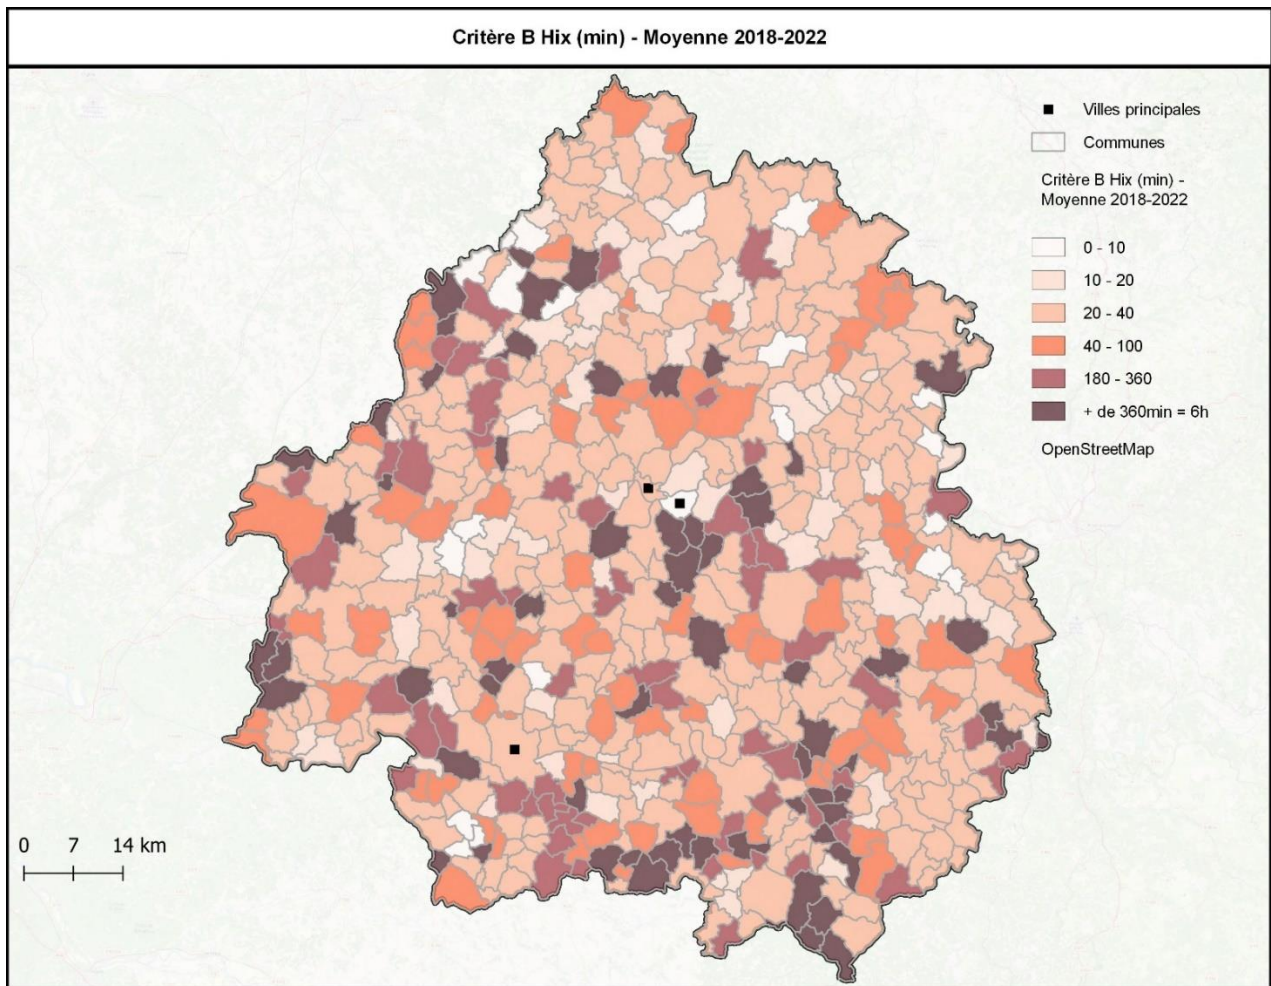 Critère B Hix (min) - Moyenne 2018-2022
Villes principales
Communes
Critère B Hix (min) -
Moyenne 2018-2022
0 - 10
10 - 20
20 - 40
40 - 100
180 - 360
+ de 360min = 6h
OpenStreetMap
0 7 14 km